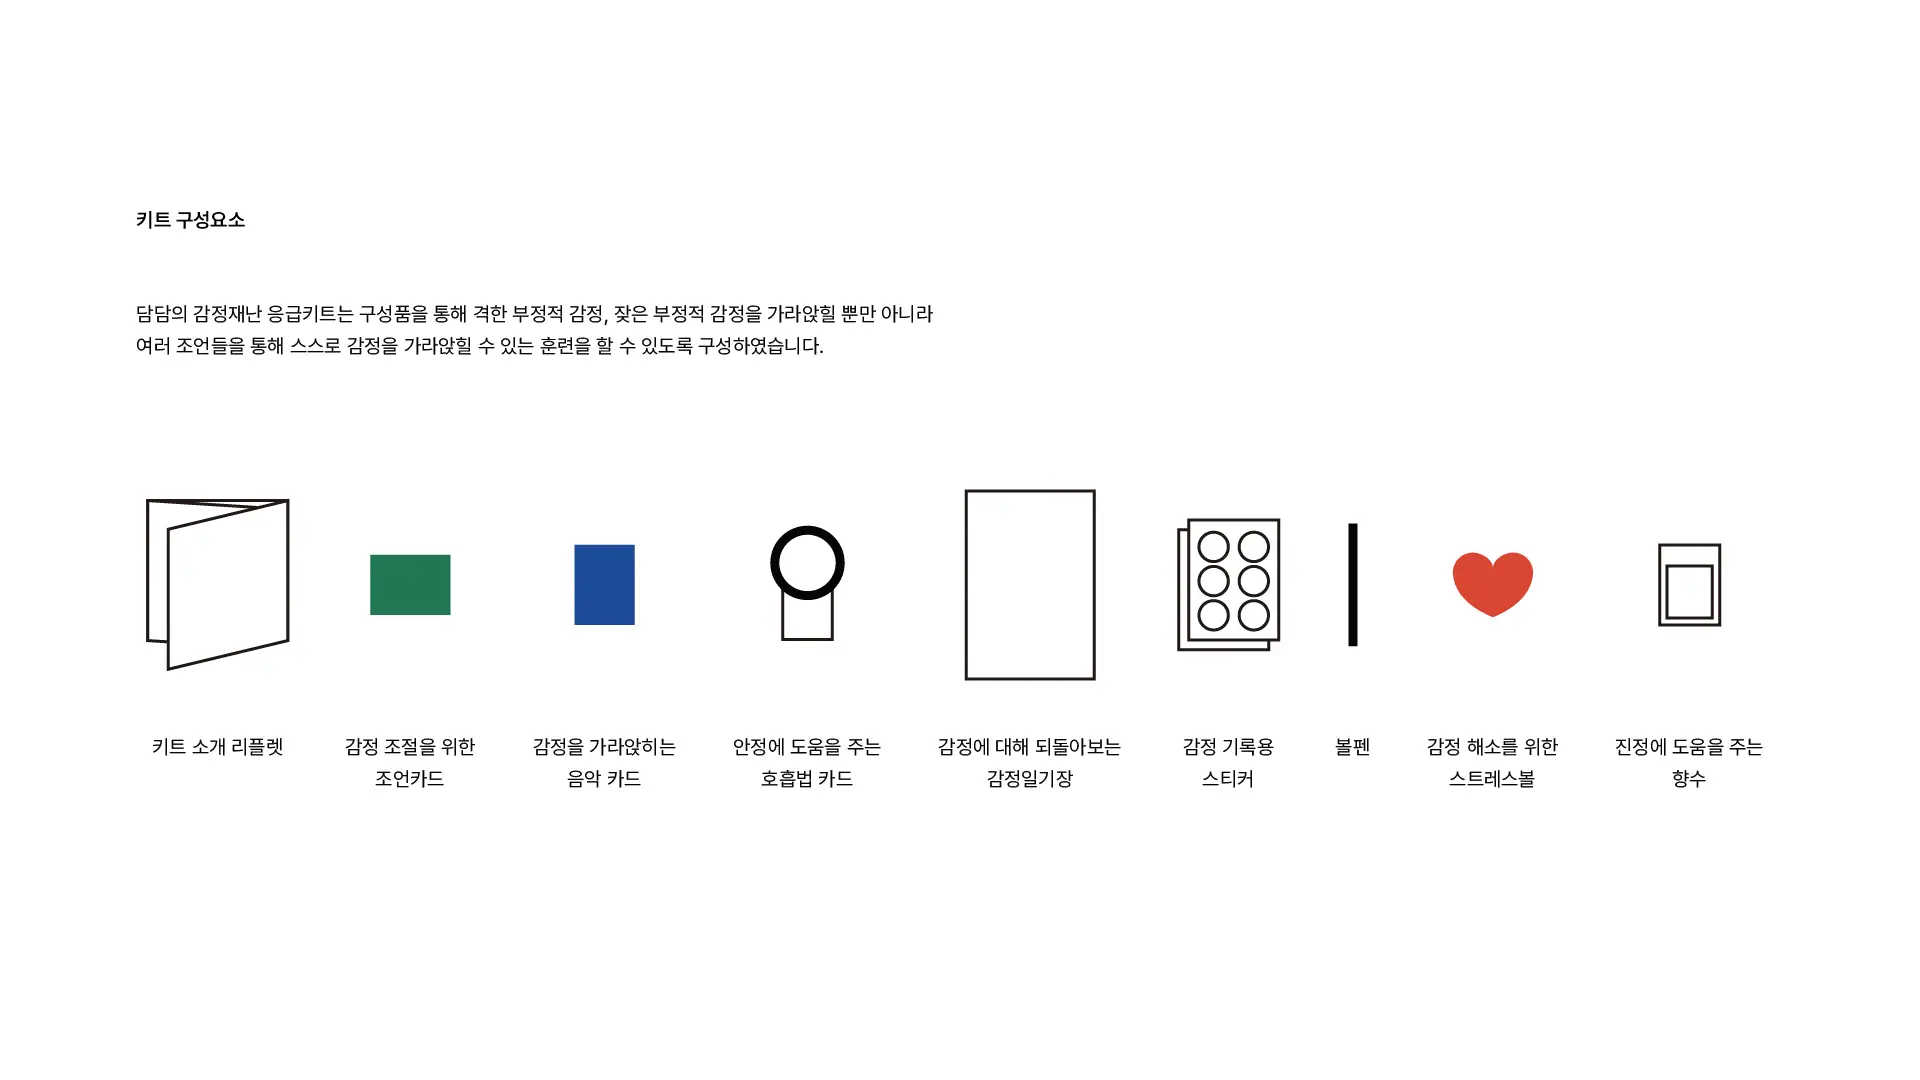 키트 구성요소
담담의 감정재난 응급키트는 구성품을 통해 격한 부정적 감정, 잦은 부정적 감정을 가라앉힐 뿐만 아니라
여러 조언들을 통해 스스로 감정을 가라앉힐 수 있는 훈련을 할 수 있도록 구성하였습니다.
키트 소개 리플렛
감정 조절을 위한
조언카드
감정을 가라앉히는
음악 카드
안정에 도움을 주는
호흡법 카드
감정에 대해 되돌아보는
감정일기장
감정 기록용
스티커
볼펜
감정 해소를 위한
스트레스볼
진정에 도움을 주는
향수